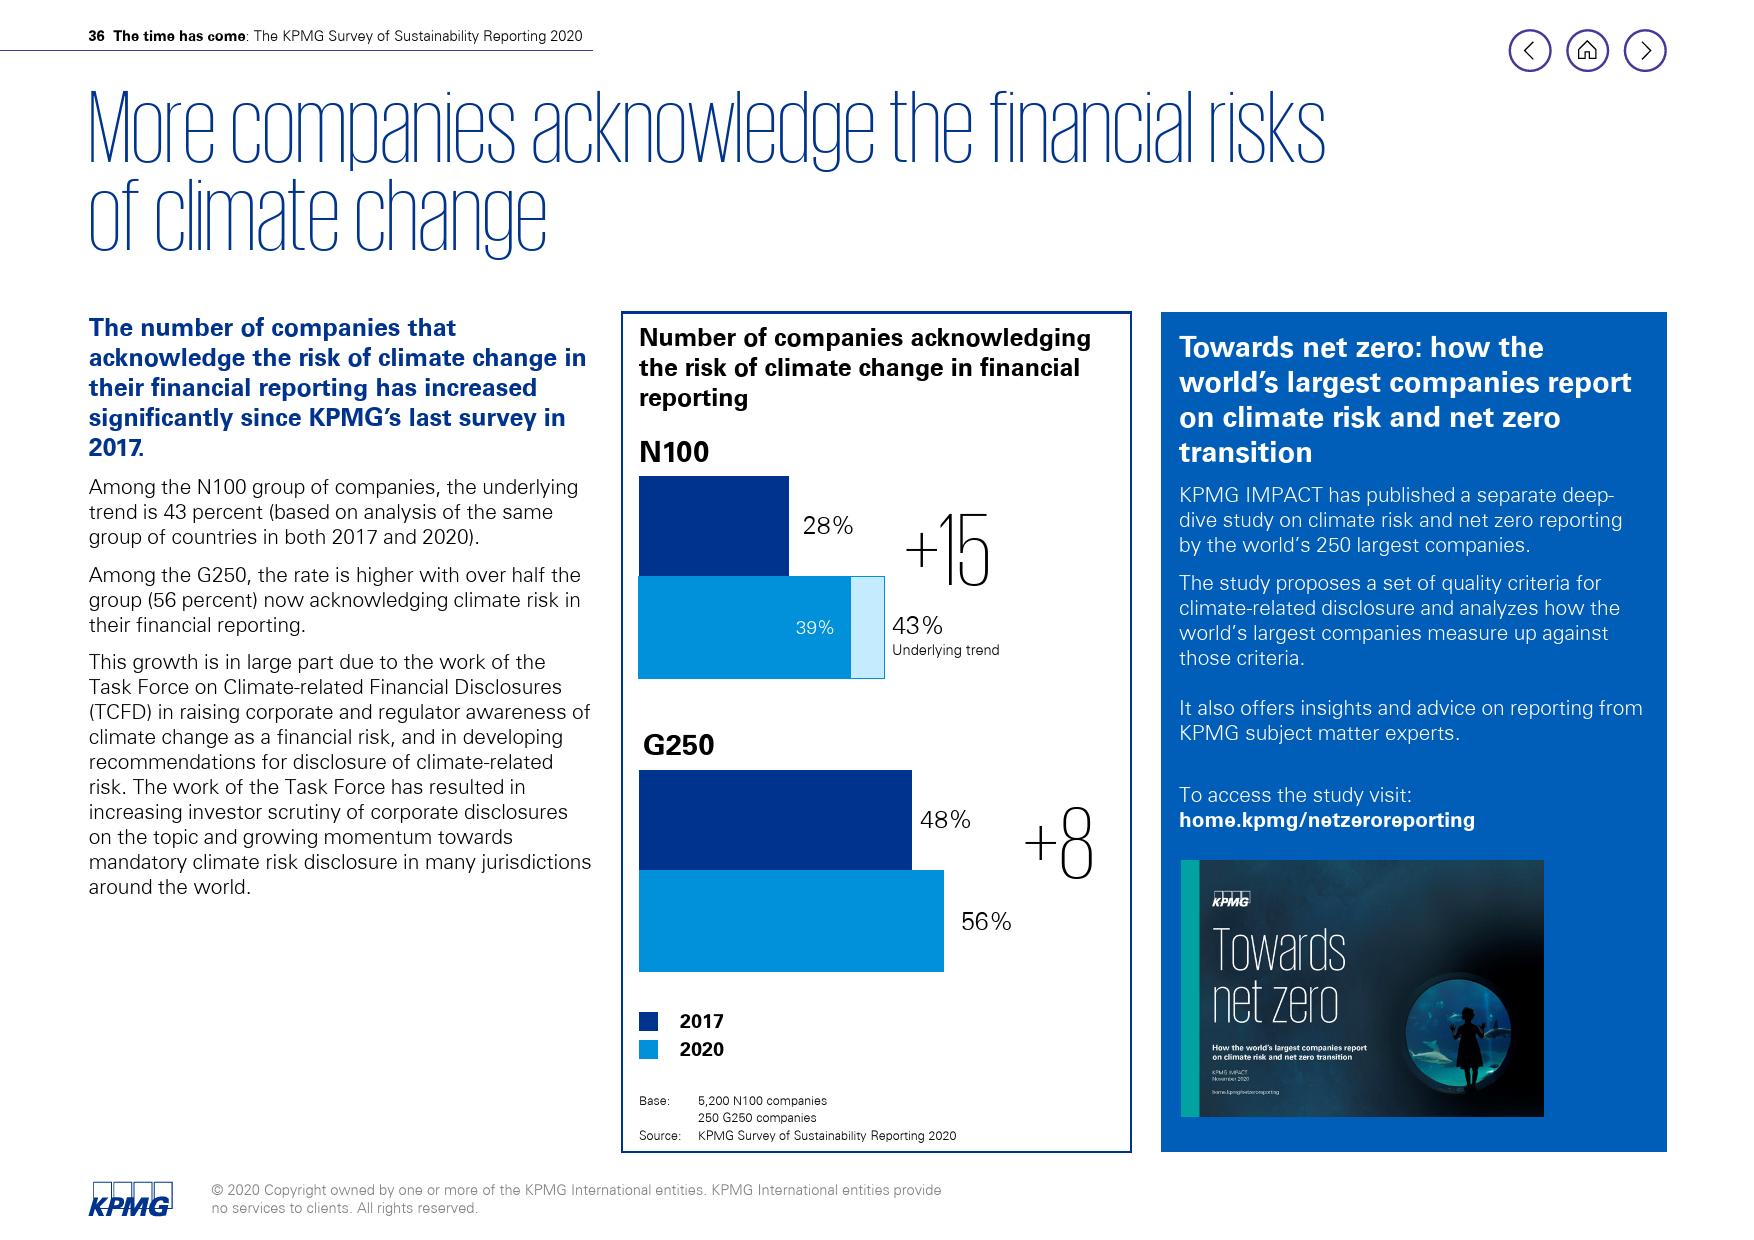 36 The time has come: The KPMG Survey of Sustainability Reporting 2020
More companies acknowledge the financial risks
of climate change
The number of companies that
acknowledge the risk of climate change in
their financial reporting has increased
significantly since KPMG's last survey in
2017.
Among the N100 group of companies, the underlying
trend is 43 percent (based on analysis of the same
group of countries in both 2017 and 2020).
Among the G250, the rate is higher with over half the
group (56 percent) now acknowledging climate risk in
their financial reporting.
This growth is in large part due to the work of the
Task Force on Climate-related Financial Disclosures
(TCFD) in raising corporate and regulator awareness of
climate change as a financial risk, and in developing
recommendations for disclosure of climate-related
risk. The work of the Task Force has resulted in
increasing investor scrutiny of corporate disclosures
on the topic and growing momentum towards
mandatory climate risk disclosure in many jurisdictions
around the world.
Number of companies acknowledging
the risk of climate change in financial
reporting
N100
28%
+15
39%
43%
Underlying trend
G250
48%
+8
56%
2017
2020
Base: 5,200 N100 companies
250 G250 companies
Source: KPMG Survey of Sustainability Reporting 2020
Towards net zero: how the
world's largest companies report
on climate risk and net zero
transition
KPMG IMPACT has published a separate deep-
dive study on climate risk and net zero reporting
by the world's 250 largest companies.
The study proposes a set of quality criteria for
climate-related disclosure and analyzes how the
world's largest companies measure up against
those criteria.
It also offers insights and advice on reporting from
KPMG subject matter experts.
To access the study visit:
home.kpmg/netzeroreporting
KPMG
Towards
net zero
How the world's largest companies report
on climate risk and net zero transition
KPMG IMPACT
November 2020
home.kpmg/netzeroreporting
KPMG
© 2020 Copyright owned by one or more of the KPMG International entities. KPMG International entities provide
no services to clients. All rights reserved.